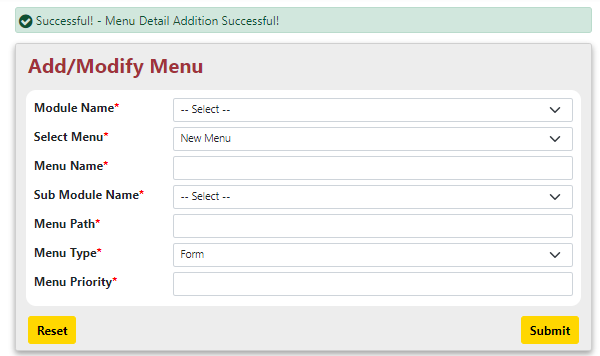 Successful! - Menu Detail Addition Successful!
Add/Modify Menu
Module Name* -- Select --
Select Menu* New Menu
Menu Name*
Sub Module Name* -- Select --
Menu Path*
Menu Type* Form
Menu Priority*
Reset Submit